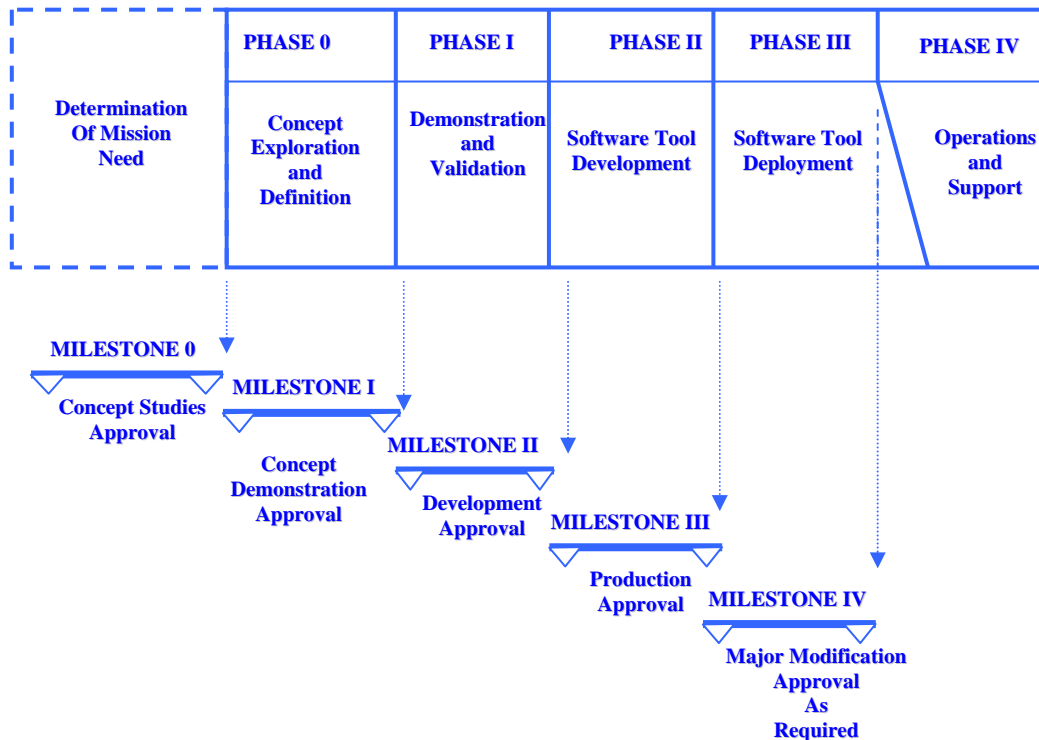 PHASE 0
PHASE I
PHASE II
PHASE III
PHASE IV
Determination
Of Mission
Need
Concept
Exploration
and
Definition
Demonstration
and
Validation
Software Tool
Development
Software Tool
Deployment
Operations
and
Support
MILESTONE 0
Concept Studies
Approval
MILESTONE I
Concept
Demonstration
Approval
MILESTONE II
Development
Approval
MILESTONE III
Production
Approval
MILESTONE IV
Major Modification
Approval
As
Required